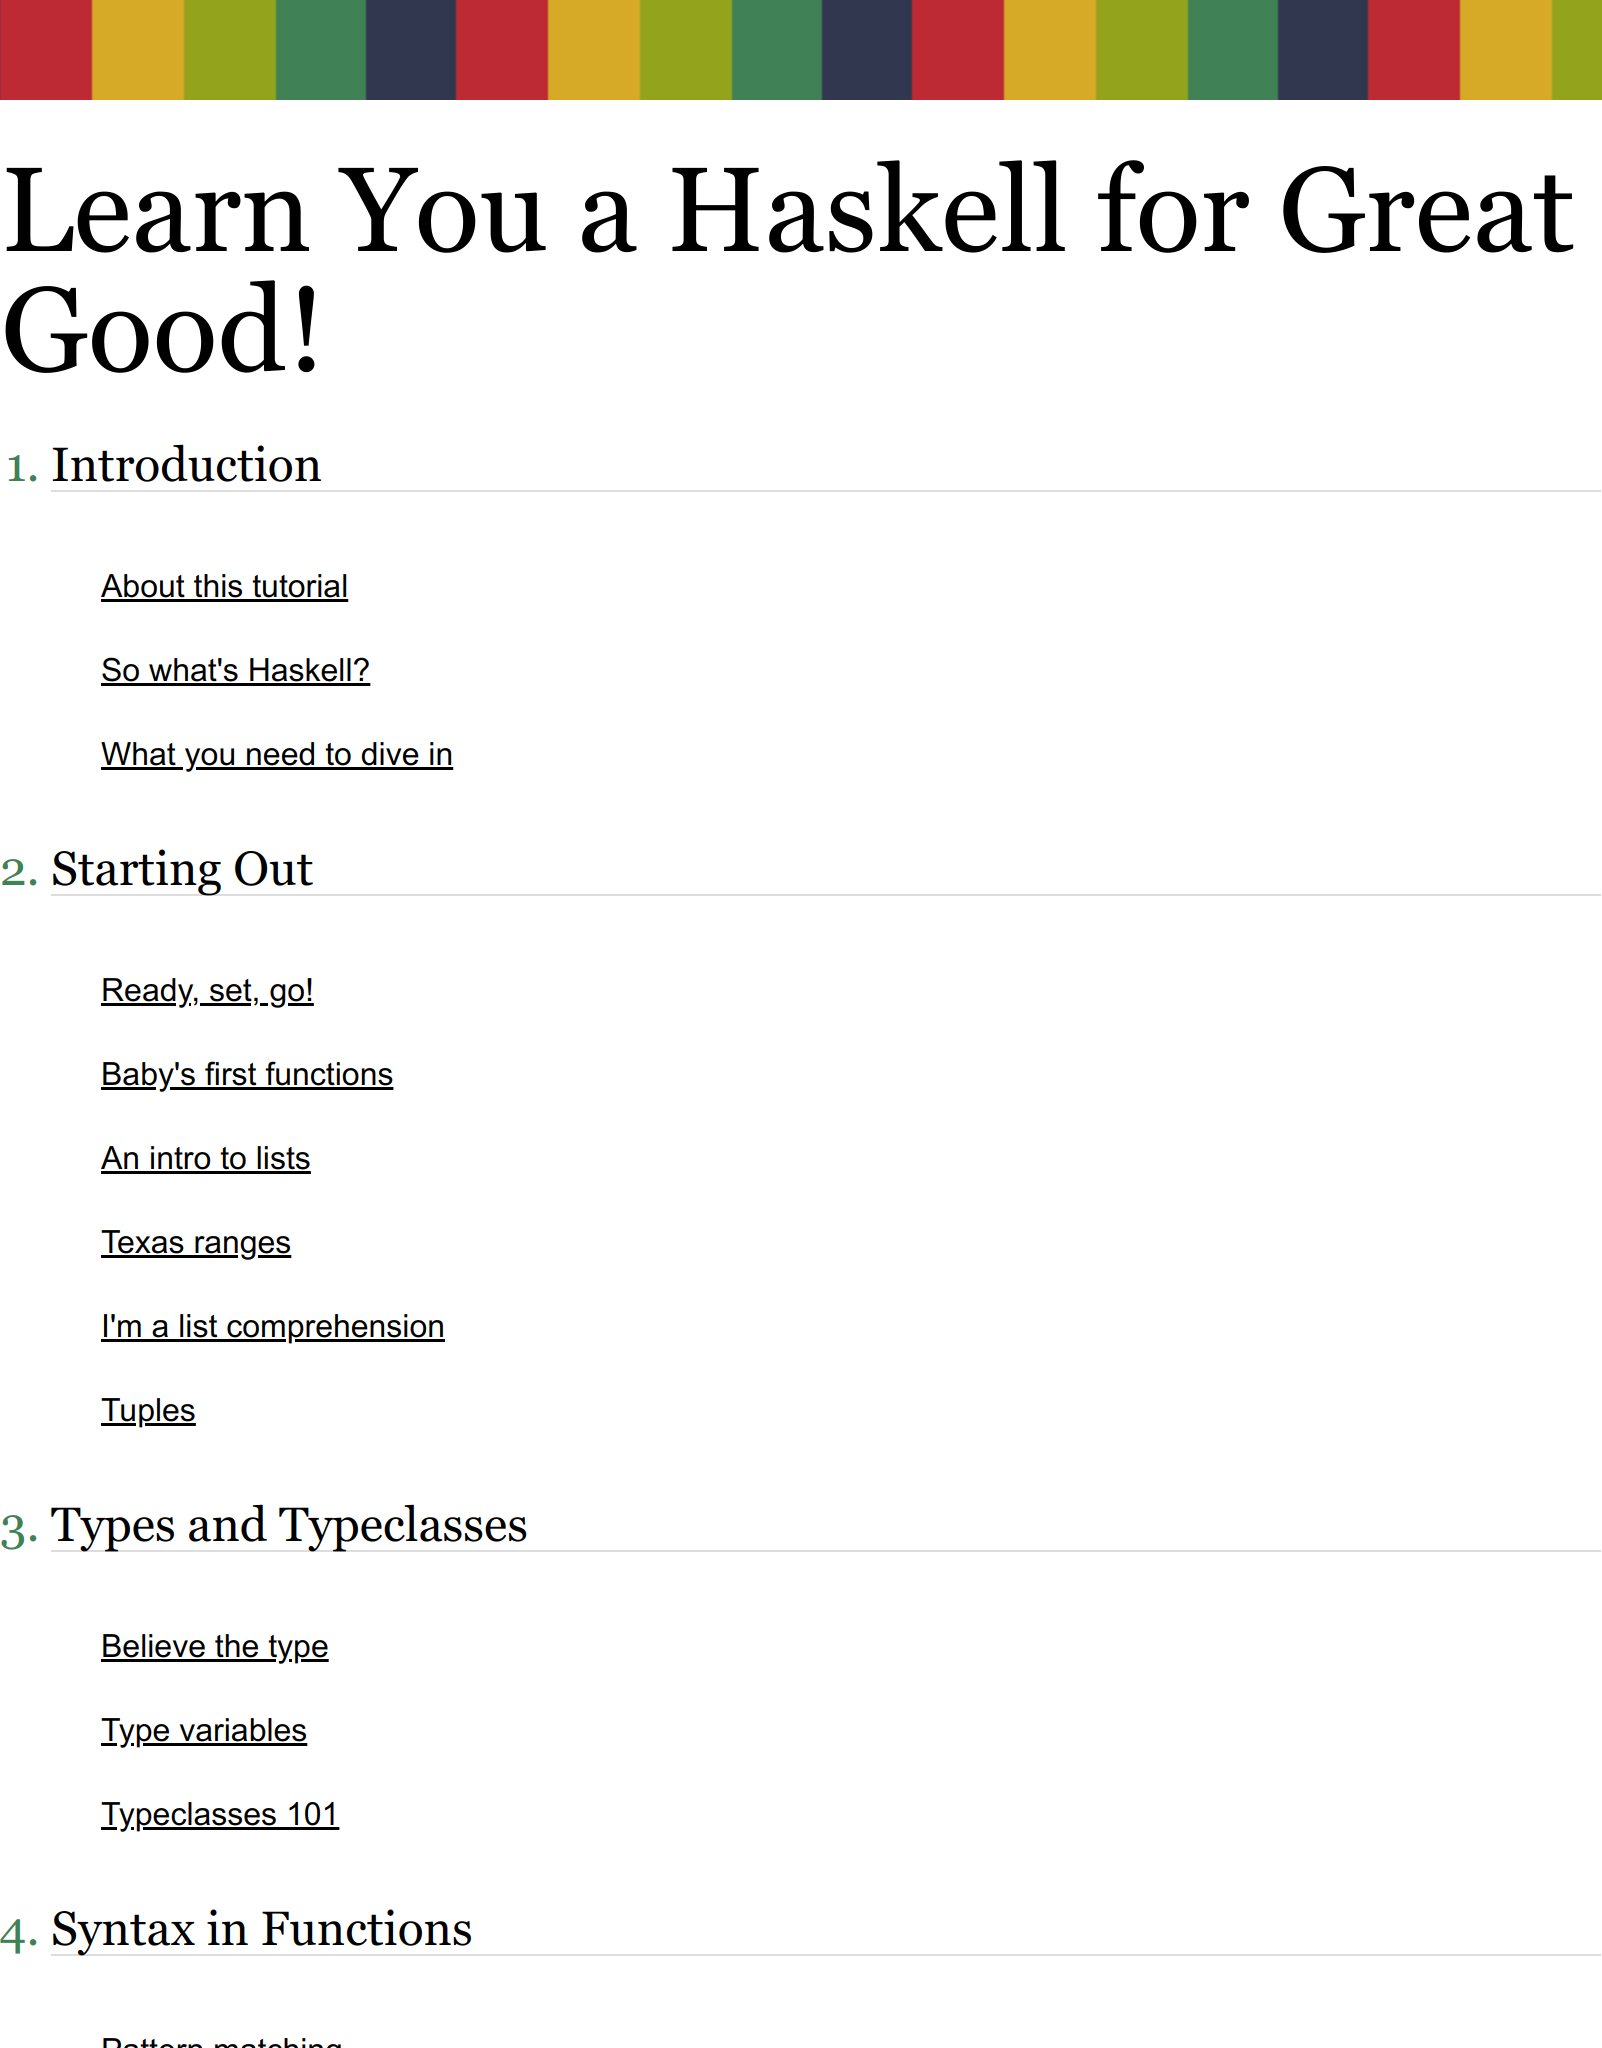 Learn You a Haskell for Great
Good!
1. Introduction
About this tutorial
So what's Haskell?
What you need to dive in
2. Starting Out
Ready, set, go!
Baby's first functions
An intro to lists
Texas ranges
I'm a list comprehension
Tuples
3. Types and Typeclasses
Believe the type
Type variables
Typeclasses 101
4. Syntax in Functions
Pattern matching